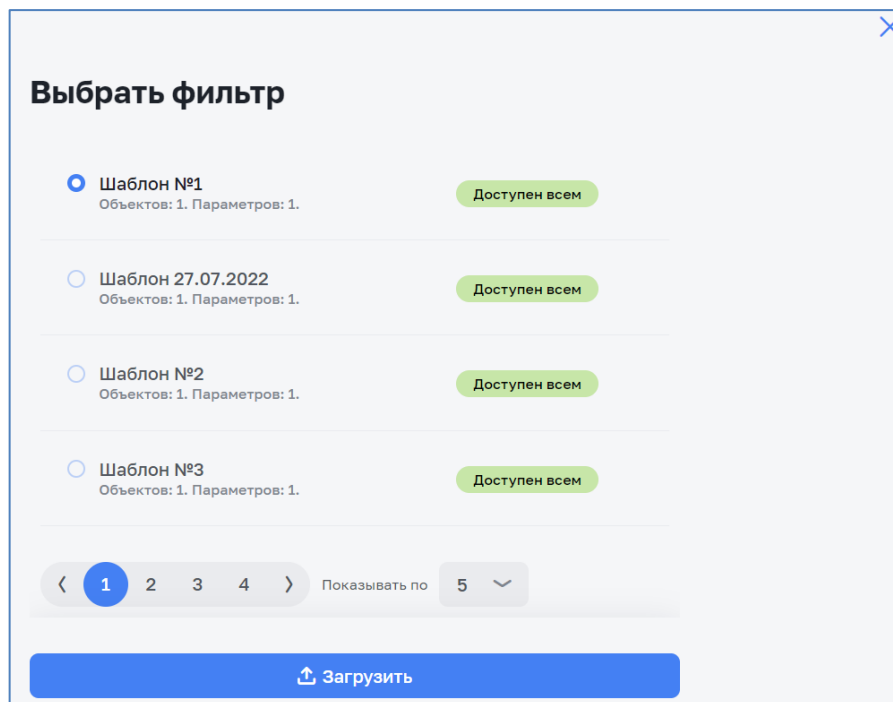 Выбрать фильтр
Шаблон №1
Объектов: 1. Параметров: 1.
Доступен всем
Шаблон 27.07.2022
Объектов: 1. Параметров: 1.
Доступен всем
Шаблон №2
Объектов: 1. Параметров: 1.
Доступен всем
Шаблон №3
Объектов: 1. Параметров: 1.
Доступен всем
1 2 3 4 Показывать по 5
Загрузить